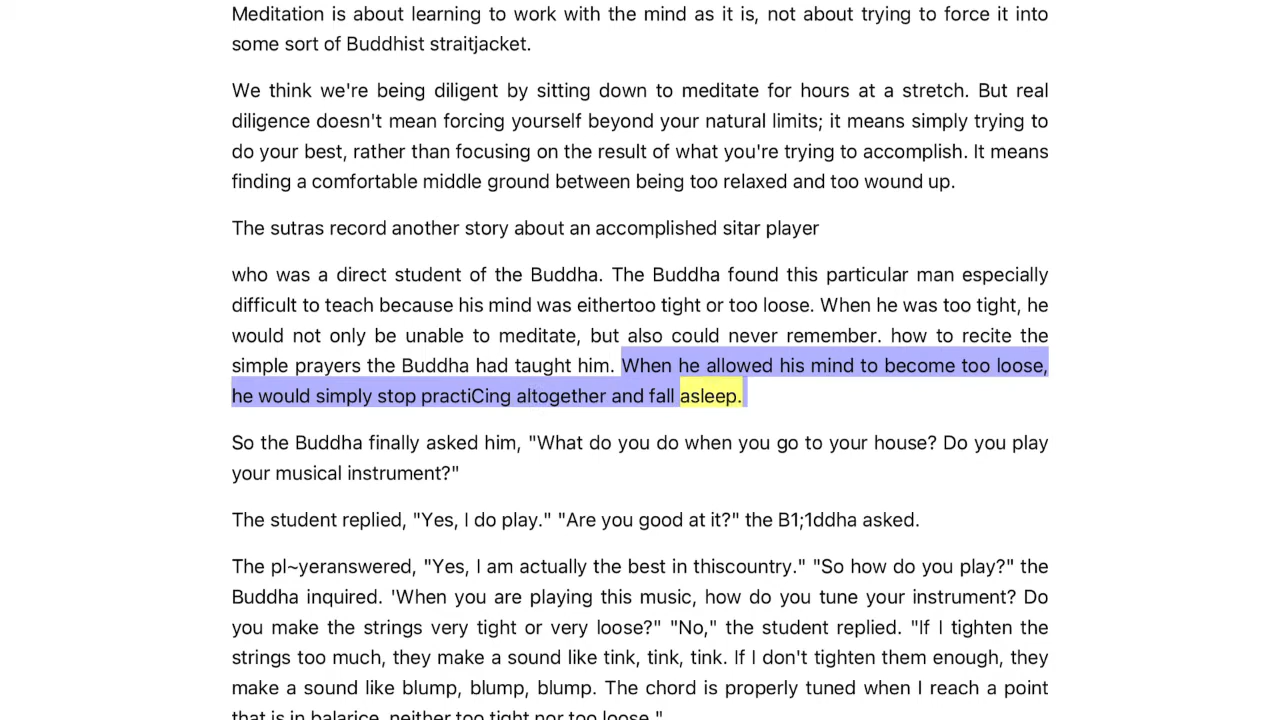 Meditation is about learning to work with the mind as it is, not about trying to force it into
some sort of Buddhist straitjacket.
We think we're being diligent by sitting down to meditate for hours at a stretch. But real
diligence doesn't mean forcing yourself beyond your natural limits; it means simply trying to
do your best, rather than focusing on the result of what you're trying to accomplish. It means
finding a comfortable middle ground between being too relaxed and too wound up.
The sutras record another story about an accomplished sitar player
who was a direct student of the Buddha. The Buddha found this particular man especially
difficult to teach because his mind was eithertoo tight or too loose. When he was too tight, he
would not only be unable to meditate, but also could never remember. how to recite the
simple prayers the Buddha had taught him. When he allowed his mind to become too loose,
he would simply stop practiCing altogether and fall asleep.
So the Buddha finally asked him, "What do you do when you go to your house? Do you play
your musical instrument?"
The student replied, "Yes, I do play." "Are you good at it?" the B1;1ddha asked.
The pl~yeranswered, "Yes, I am actually the best in thiscountry." "So how do you play?" the
Buddha inquired. 'When you are playing this music, how do you tune your instrument? Do
you make the strings very tight or very loose?" "No," the student replied. "If I tighten the
strings too much, they make a sound like tink, tink, tink. If I don't tighten them enough, they
make a sound like blump, blump, blump. The chord is properly tuned when I reach a point
that is in balarice, neither too tight nor too loose."